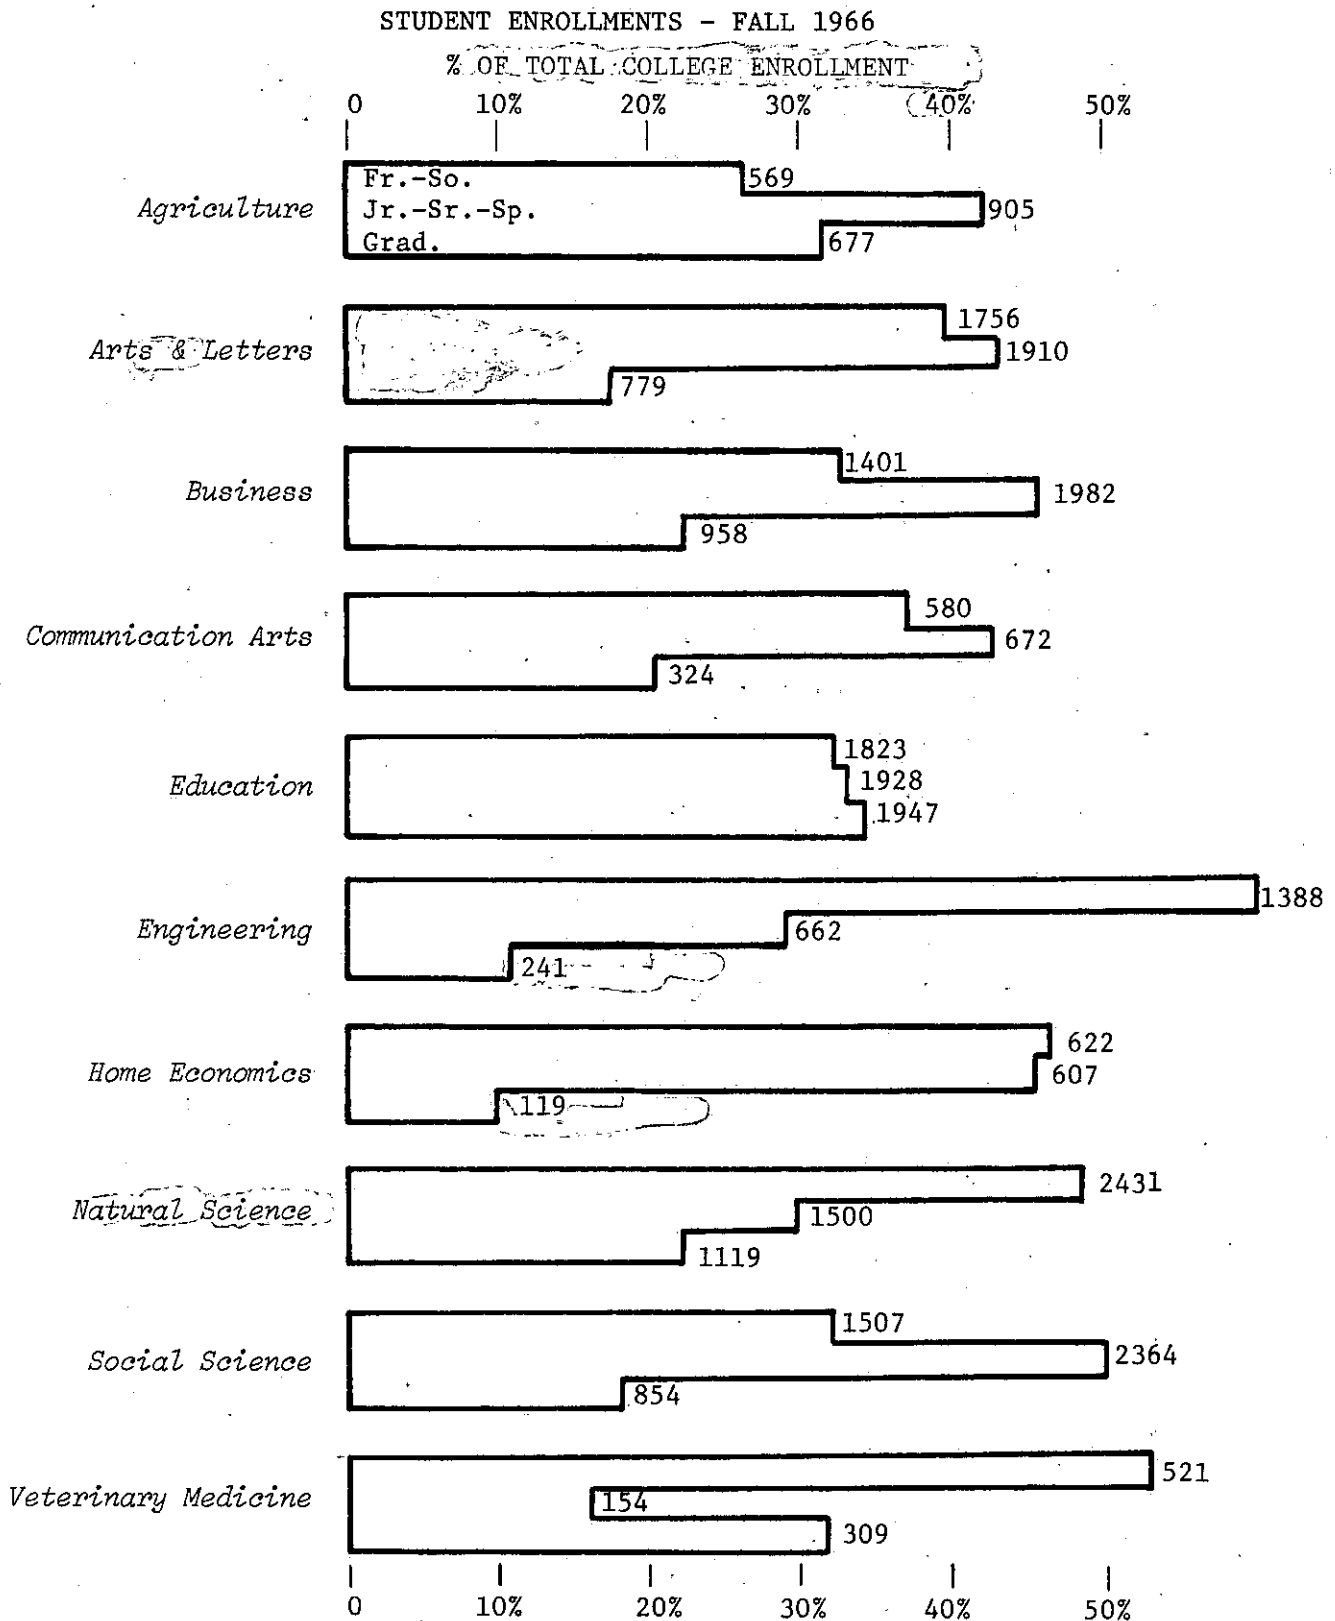 STUDENT ENROLLMENTS - FALL 1966
% OF TOTAL COLLEGE ENROLLMENT
0 10% 20% 30% 40% 50%
Fr.-So. 569
Agriculture Jr.-Sr.-Sp. 905
Grad. 677
1756
Arts & Letters 1910
779
1401
Business 1982
958
580
Communication Arts 672
324
1823
Education 1928
1947
1388
Engineering 662
241
622
Home Economics 607
119
2431
Natural Science 1500
1119
1507
Social Science 2364
854
521
Veterinary Medicine 154
309
0 10% 20% 30% 40% 50%